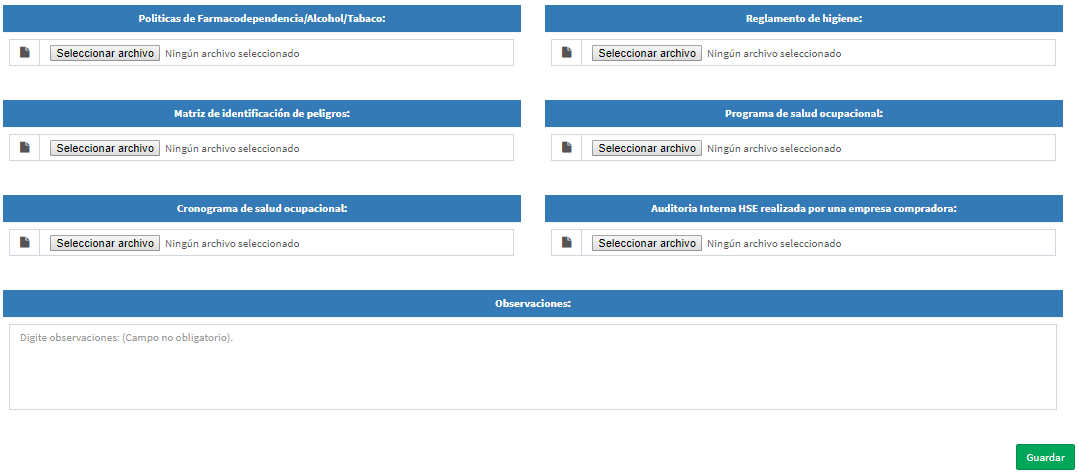 Politicas de Farmacodependencia/Alcohol/Tabaco:
Reglamento de higiene:
Seleccionar archivo Ningún archivo seleccionado
Seleccionar archivo Ningún archivo seleccionado
Matriz de identificación de peligros:
Programa de salud ocupacional:
Seleccionar archivo Ningún archivo seleccionado
Seleccionar archivo Ningún archivo seleccionado
Cronograma de salud ocupacional:
Auditoria Interna HSE realizada por una empresa compradora:
Seleccionar archivo Ningún archivo seleccionado
Seleccionar archivo Ningún archivo seleccionado
Observaciones:
Digite observaciones: (Campo no obligatorio).
Guardar